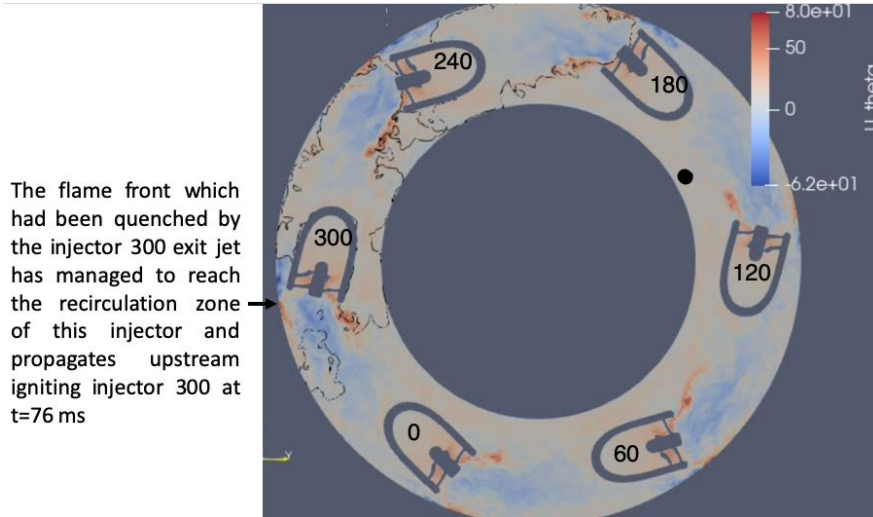 The flame front which
had been quenched by
the injector 300 exit jet
has managed to reach
the recirculation zone
of this injector and
propagates upstream
igniting injector 300 at
t=76 ms
240
180
300
120
0
60
8.0e+01
50
0
-6.2e+01
U_theta
Y